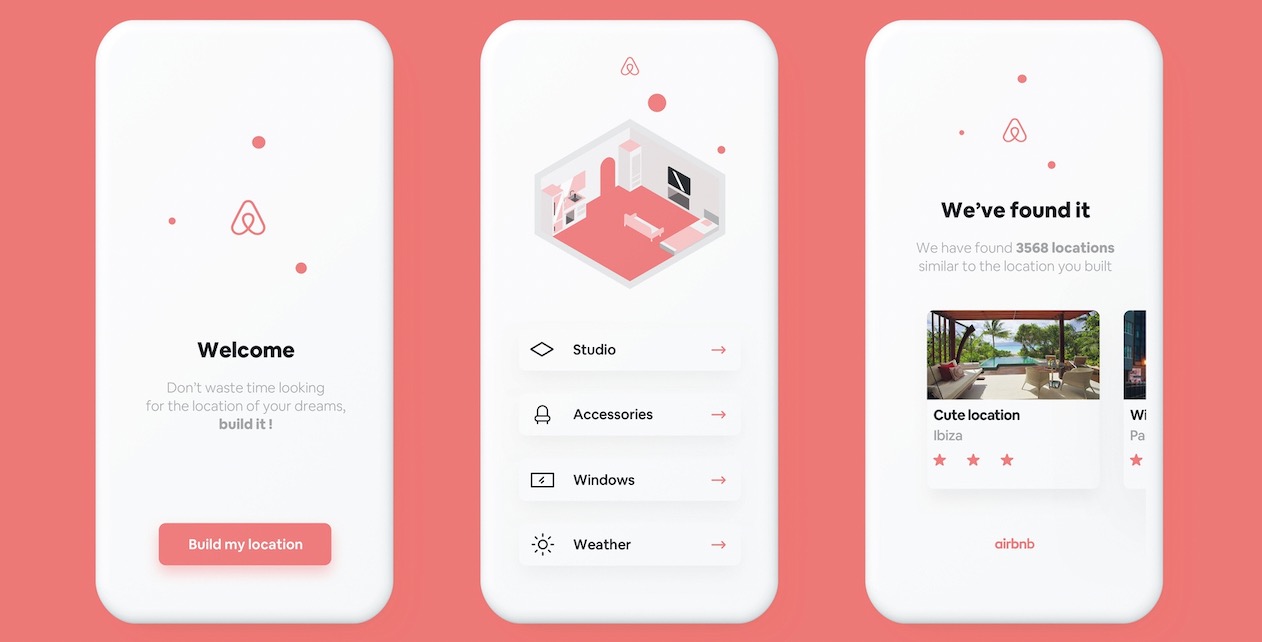 Welcome
Don't waste time looking
for the location of your dreams,
build it !
Build my location
Studio
Accessories
Windows
Weather
We've found it
We have found 3568 locations
similar to the location you built
Cute location
Ibiza
Wi
Pa
airbnb